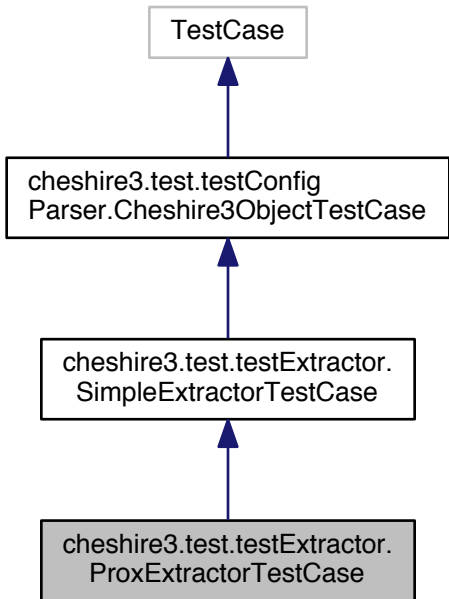 TestCase
cheshire3.test.testConfig
Parser.Cheshire3ObjectTestCase
cheshire3.test.testExtractor.
SimpleExtractorTestCase
cheshire3.test.testExtractor.
ProxExtractorTestCase